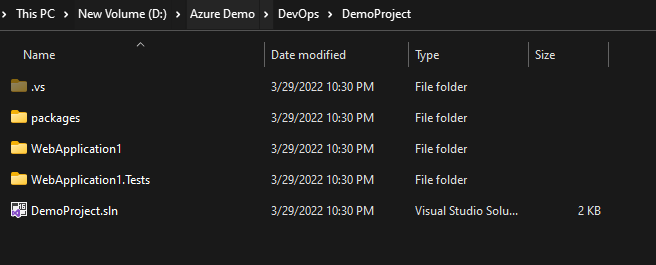 This PC > New Volume (D:) > Azure Demo > DevOps > DemoProject
Name Date modified Type Size
.vs 3/29/2022 10:30 PM File folder
packages 3/29/2022 10:30 PM File folder
WebApplication1 3/29/2022 10:30 PM File folder
WebApplication1.Tests 3/29/2022 10:30 PM File folder
DemoProject.sln 3/29/2022 10:30 PM Visual Studio Solu... 2 KB